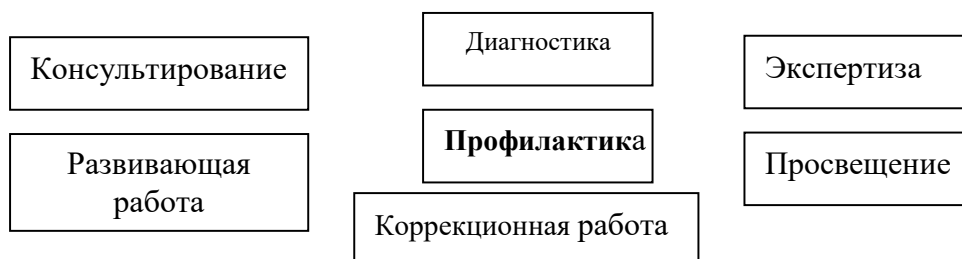 Диагностика
Консультирование
Экспертиза
Профилактика
Развивающая
работа
Просвещение
Коррекционная работа